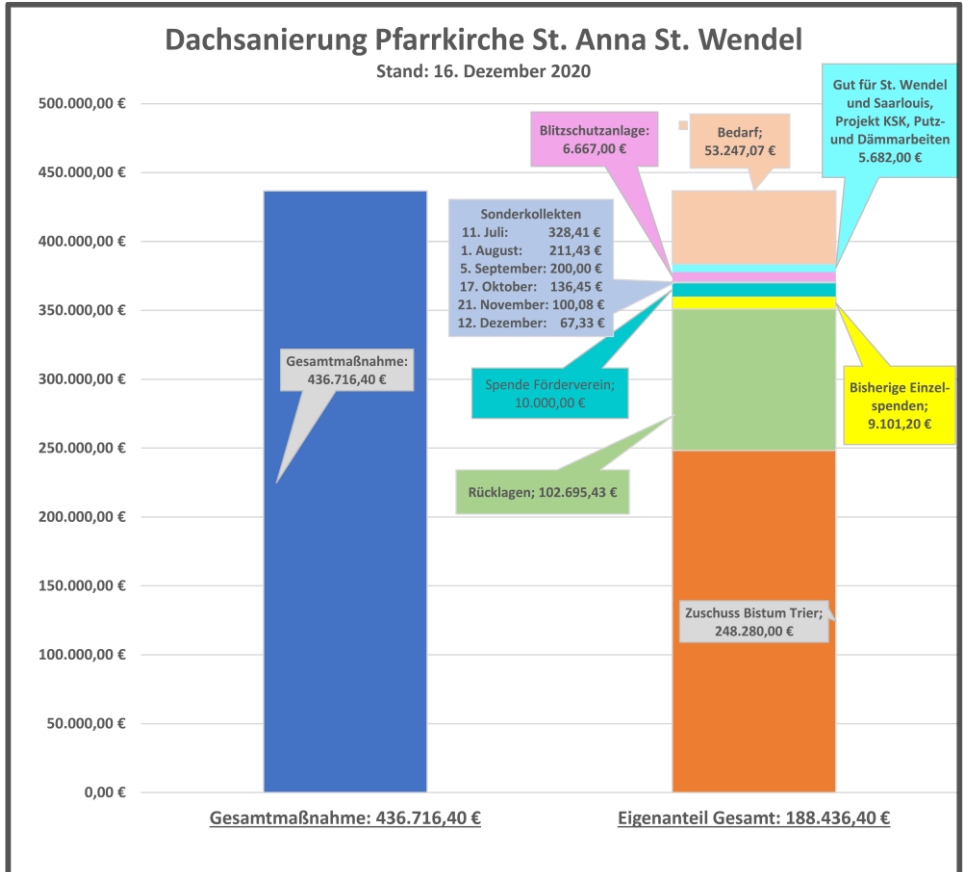 Dachsanierung Pfarrkirche St. Anna St. Wendel
Stand: 16. Dezember 2020
500.000,00 €
450.000,00 €
400.000,00 €
350.000,00 €
300.000,00 €
250.000,00 €
200.000,00 €
150.000,00 €
100.000,00 €
50.000,00 €
0,00 €
Gesamtmaßnahme:
436.716,40 €
Blitzschutzanlage:
6.667,00 €
Bedarf;
53.247,07 €
Gut für St. Wendel
und Saarlouis,
Projekt KSK, Putz-
und Dämmarbeiten
5.682,00 €
Sonderkollekten
11. Juli: 328,41 €
1. August: 211,43 €
5. September: 200,00 €
17. Oktober: 136,45 €
21. November: 100,08 €
12. Dezember: 67,33 €
Spende Förderverein;
10.000,00 €
Bisherige Einzel-
spenden;
9.101,20 €
Rücklagen; 102.695,43 €
Zuschuss Bistum Trier;
248.280,00 €
Gesamtmaßnahme: 436.716,40 €
Eigenanteil Gesamt: 188.436,40 €